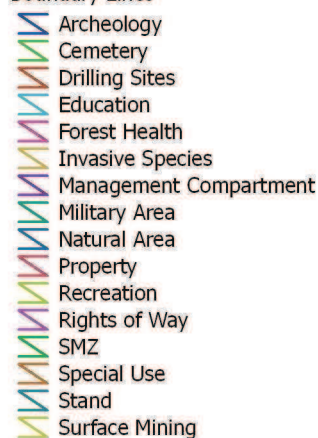 Archeology
Cemetery
Drilling Sites
Education
Forest Health
Invasive Species
Management Compartment
Military Area
Natural Area
Property
Recreation
Rights of Way
SMZ
Special Use
Stand
Surface Mining